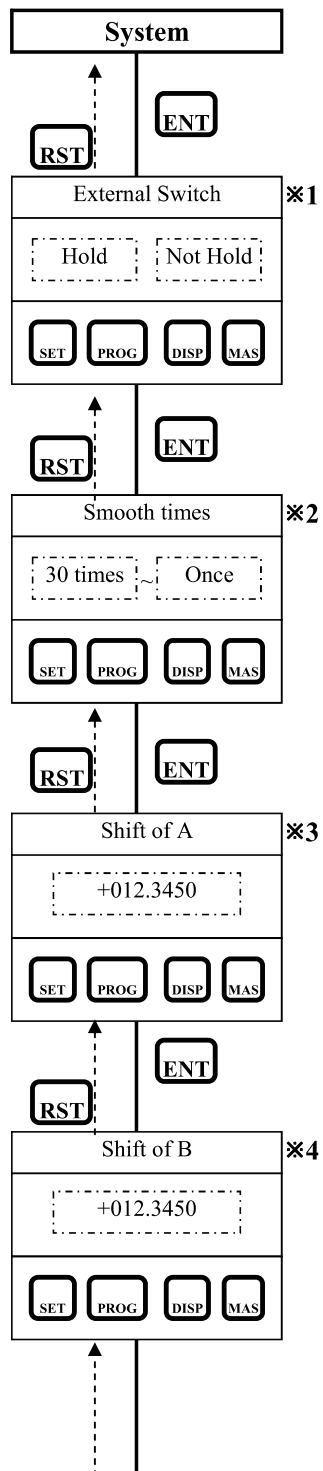 System
RST ENT
External Switch ※1
Hold Not Hold
SET PROG DISP MAS
RST ENT
Smooth times ※2
30 times ~ Once
SET PROG DISP MAS
RST ENT
Shift of A ※3
+012.3450
SET PROG DISP MAS
RST ENT
Shift of B ※4
+012.3450
SET PROG DISP MAS